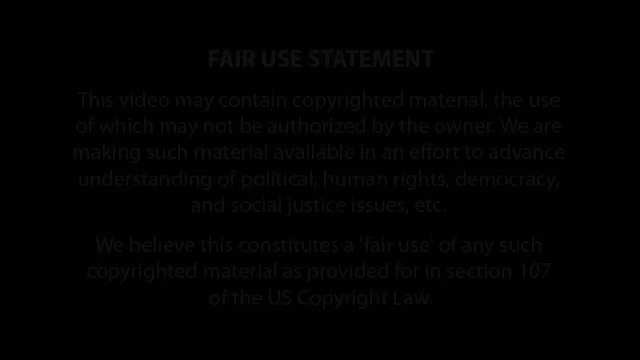 FAIR USE STATEMENT
This video may contain copyrighted material, the use
of which may not be authorized by the owner. We are
making such material available in an effort to advance
understanding of political, human rights, democracy,
and social justice issues, etc.
We believe this constitutes a 'fair use' of any such
copyrighted material as provided for in section 107
of the US Copyright Law.